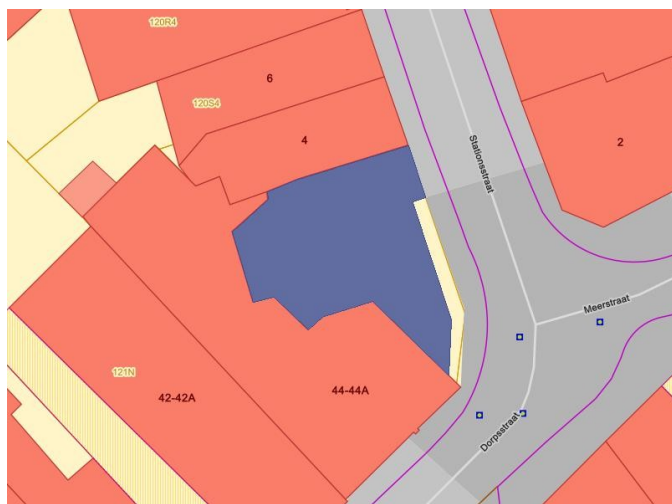 120R4
6
120S4
4
Stationsstraat
2
Meerstraat
121N
42-42A
44-44A
Dorpsstraat